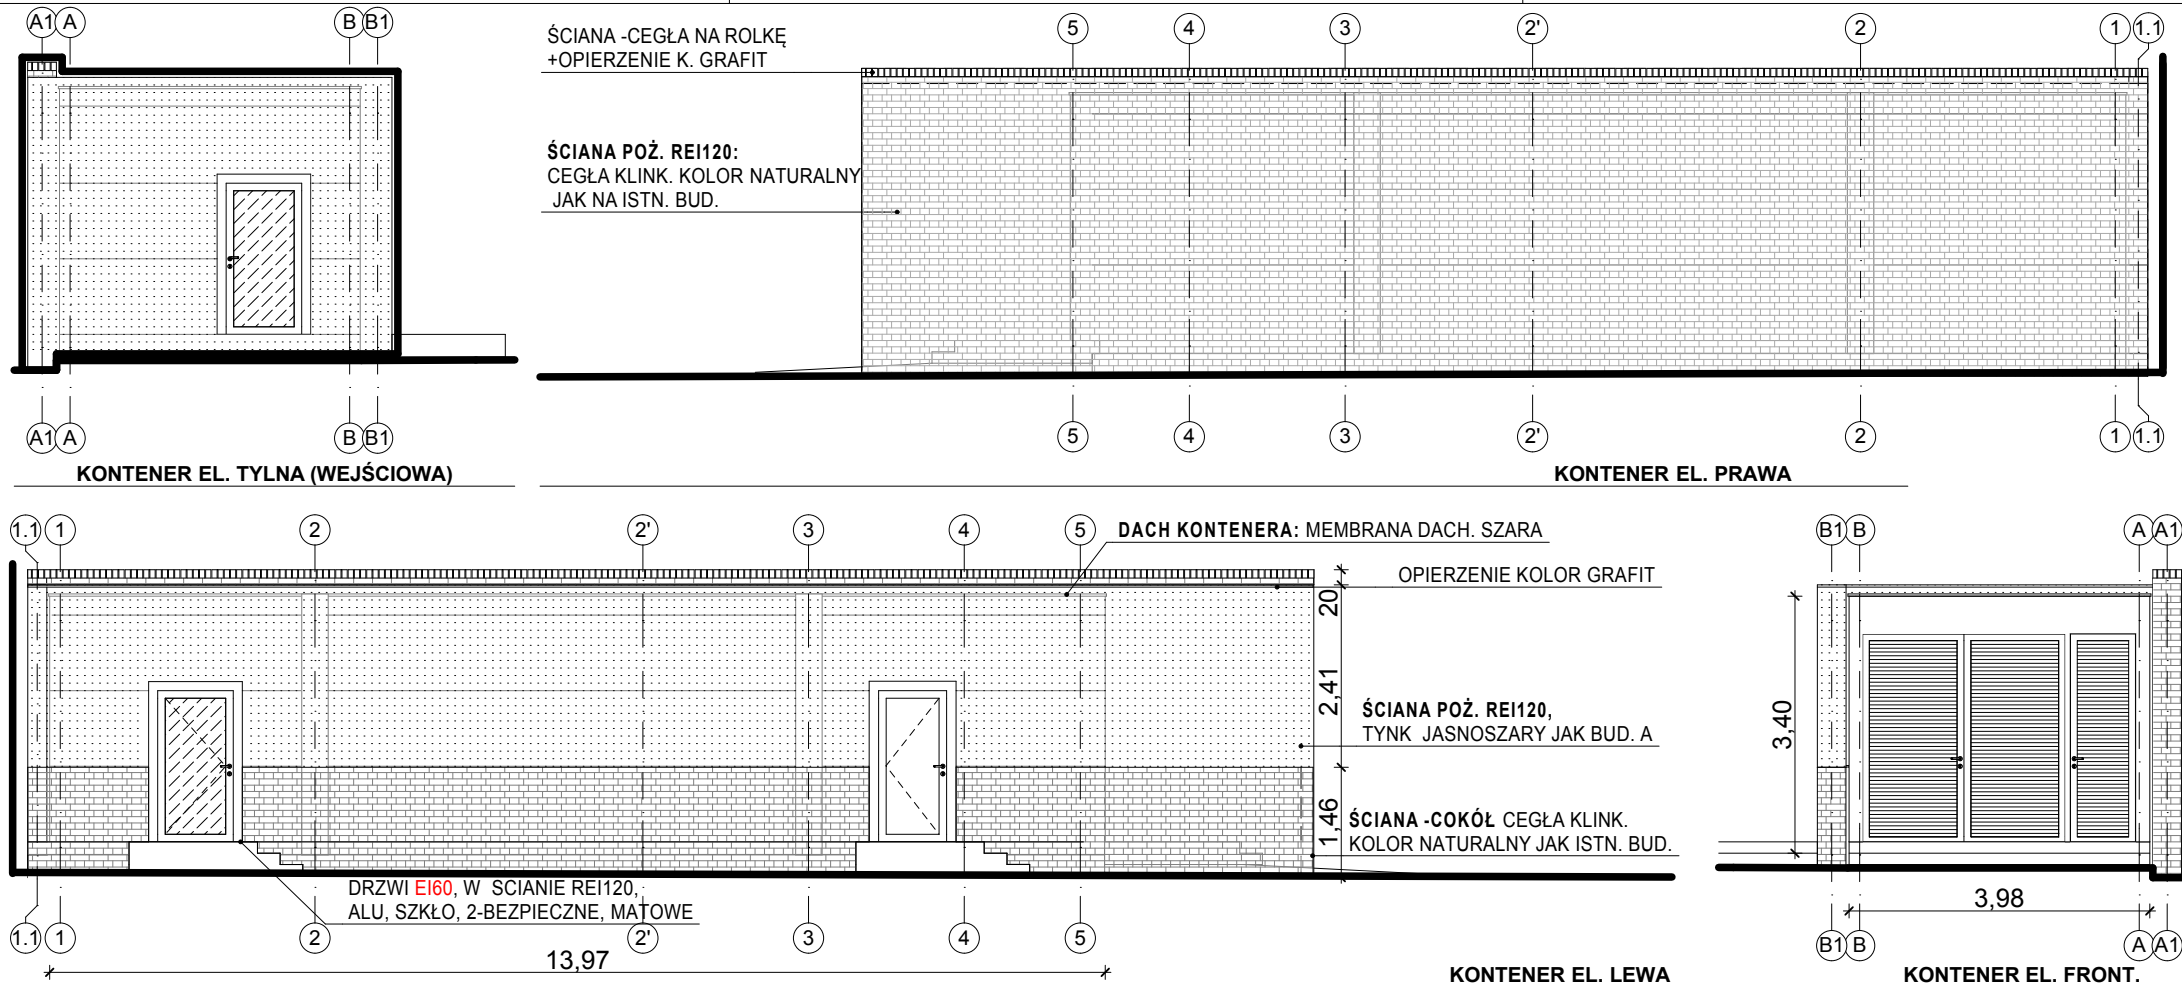 A1 A B B1
ŚCIANA -CEGŁA NA ROLKĘ
+OPIERZENIE K. GRAFIT
5 4 3 2' 2 1 1.1
ŚCIANA POŻ. REI120:
CEGŁA KLINK. KOLOR NATURALNY
JAK NA ISTN. BUD.
A1 A B B1
5 4 3 2' 2 1 1.1
KONTENER EL. TYLNA (WEJŚCIOWA)
KONTENER EL. PRAWA
1.1 1 2 2' 3 4 5
DACH KONTENERA: MEMBRANA DACH. SZARA
B1 B A A1
OPIERZENIE KOLOR GRAFIT
20
2,41
ŚCIANA POŻ. REI120,
TYNK JASNOSZARY JAK BUD. A
3,40
1,46
ŚCIANA -COKÓŁ CEGŁA KLINK.
KOLOR NATURALNY JAK ISTN. BUD.
DRZWI EI60, W SCIANIE REI120,
ALU, SZKŁO, 2-BEZPIECZNE, MATOWE
3,98
1.1 1 2 2' 3 4 5
B1 B A A1
13,97
KONTENER EL. LEWA
KONTENER EL. FRONT.